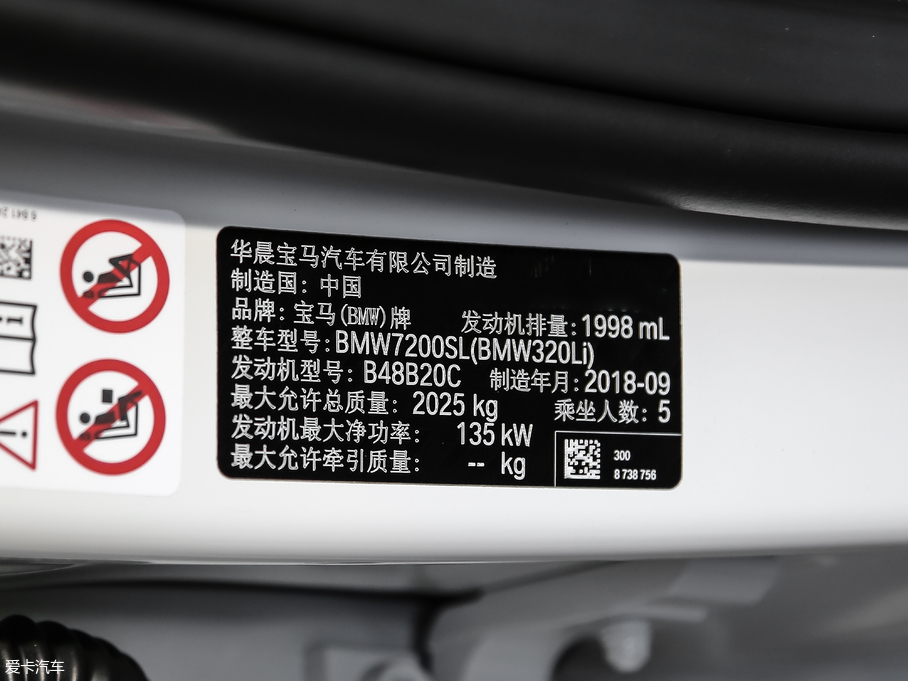 华晨宝马汽车有限公司制造
制造国: 中国
品牌: 宝马(BMW)牌 发动机排量: 1998 mL
整车型号: BMW7200SL(BMW320Li)
发动机型号: B48B20C 制造年月: 2018-09
最大允许总质量: 2025 kg 乘坐人数: 5
发动机最大净功率: 135 kW
最大允许牵引质量: -- kg
300
8 738 756
爱卡汽车